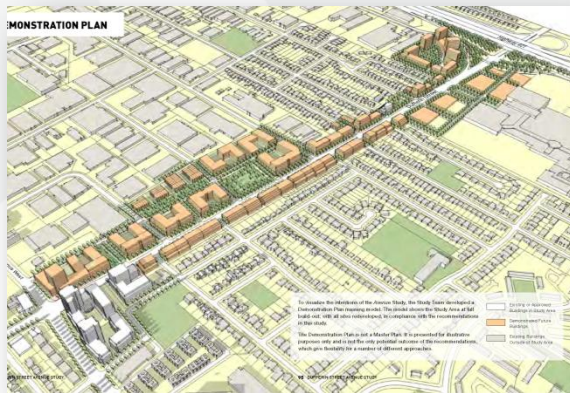 EMONSTRATION PLAN
To visualize the intentions of the Avenue Study, the Study Team developed a
Demonstration Plan massing model. The model shows the Study Area at full
build-out, with all sites redeveloped, in compliance with the recommendations
in this study.
The Demonstration Plan is not a Master Plan. It is presented for illustrative
purposes only and is not the only potential outcome of the recommendations,
which give flexibility for a number of different approaches.
Existing or Approved
Buildings in Study Area
Demonstrated Future
Buildings
Existing Buildings
Outside of Study Area
STREET AVENUE STUDY
DUFFERIN STREET AVENUE STUDY